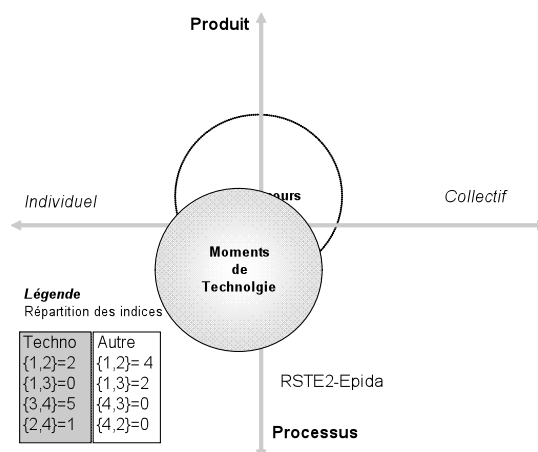 Produit
Individuel
Collectif
Moments
de
Technolgie
Légende
Répartition des indices
Techno
{1,2}=2
{1,3}=0
{3,4}=5
{2,4}=1
Autre
{1,2}= 4
{1,3}=2
{4,3}=0
{4,2}=0
RSTE2-Epida
Processus